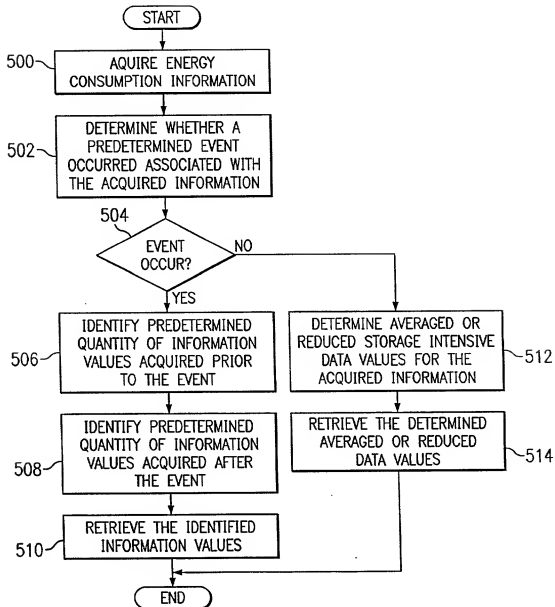 START
500
AQUIRE ENERGY
CONSUMPTION INFORMATION
502
DETERMINE WHETHER A
PREDETERMINED EVENT
OCCURRED ASSOCIATED WITH
THE ACQUIRED INFORMATION
504
EVENT
OCCUR?
NO
YES
506
IDENTIFY PREDETERMINED
QUANTITY OF INFORMATION
VALUES ACQUIRED PRIOR
TO THE EVENT
DETERMINE AVERAGED OR
REDUCED STORAGE INTENSIVE
DATA VALUES FOR THE
ACQUIRED INFORMATION
512
508
IDENTIFY PREDETERMINED
QUANTITY OF INFORMATION
VALUES ACQUIRED AFTER
THE EVENT
RETRIEVE THE DETERMINED
AVERAGED OR REDUCED
DATA VALUES
514
510
RETRIEVE THE IDENTIFIED
INFORMATION VALUES
END